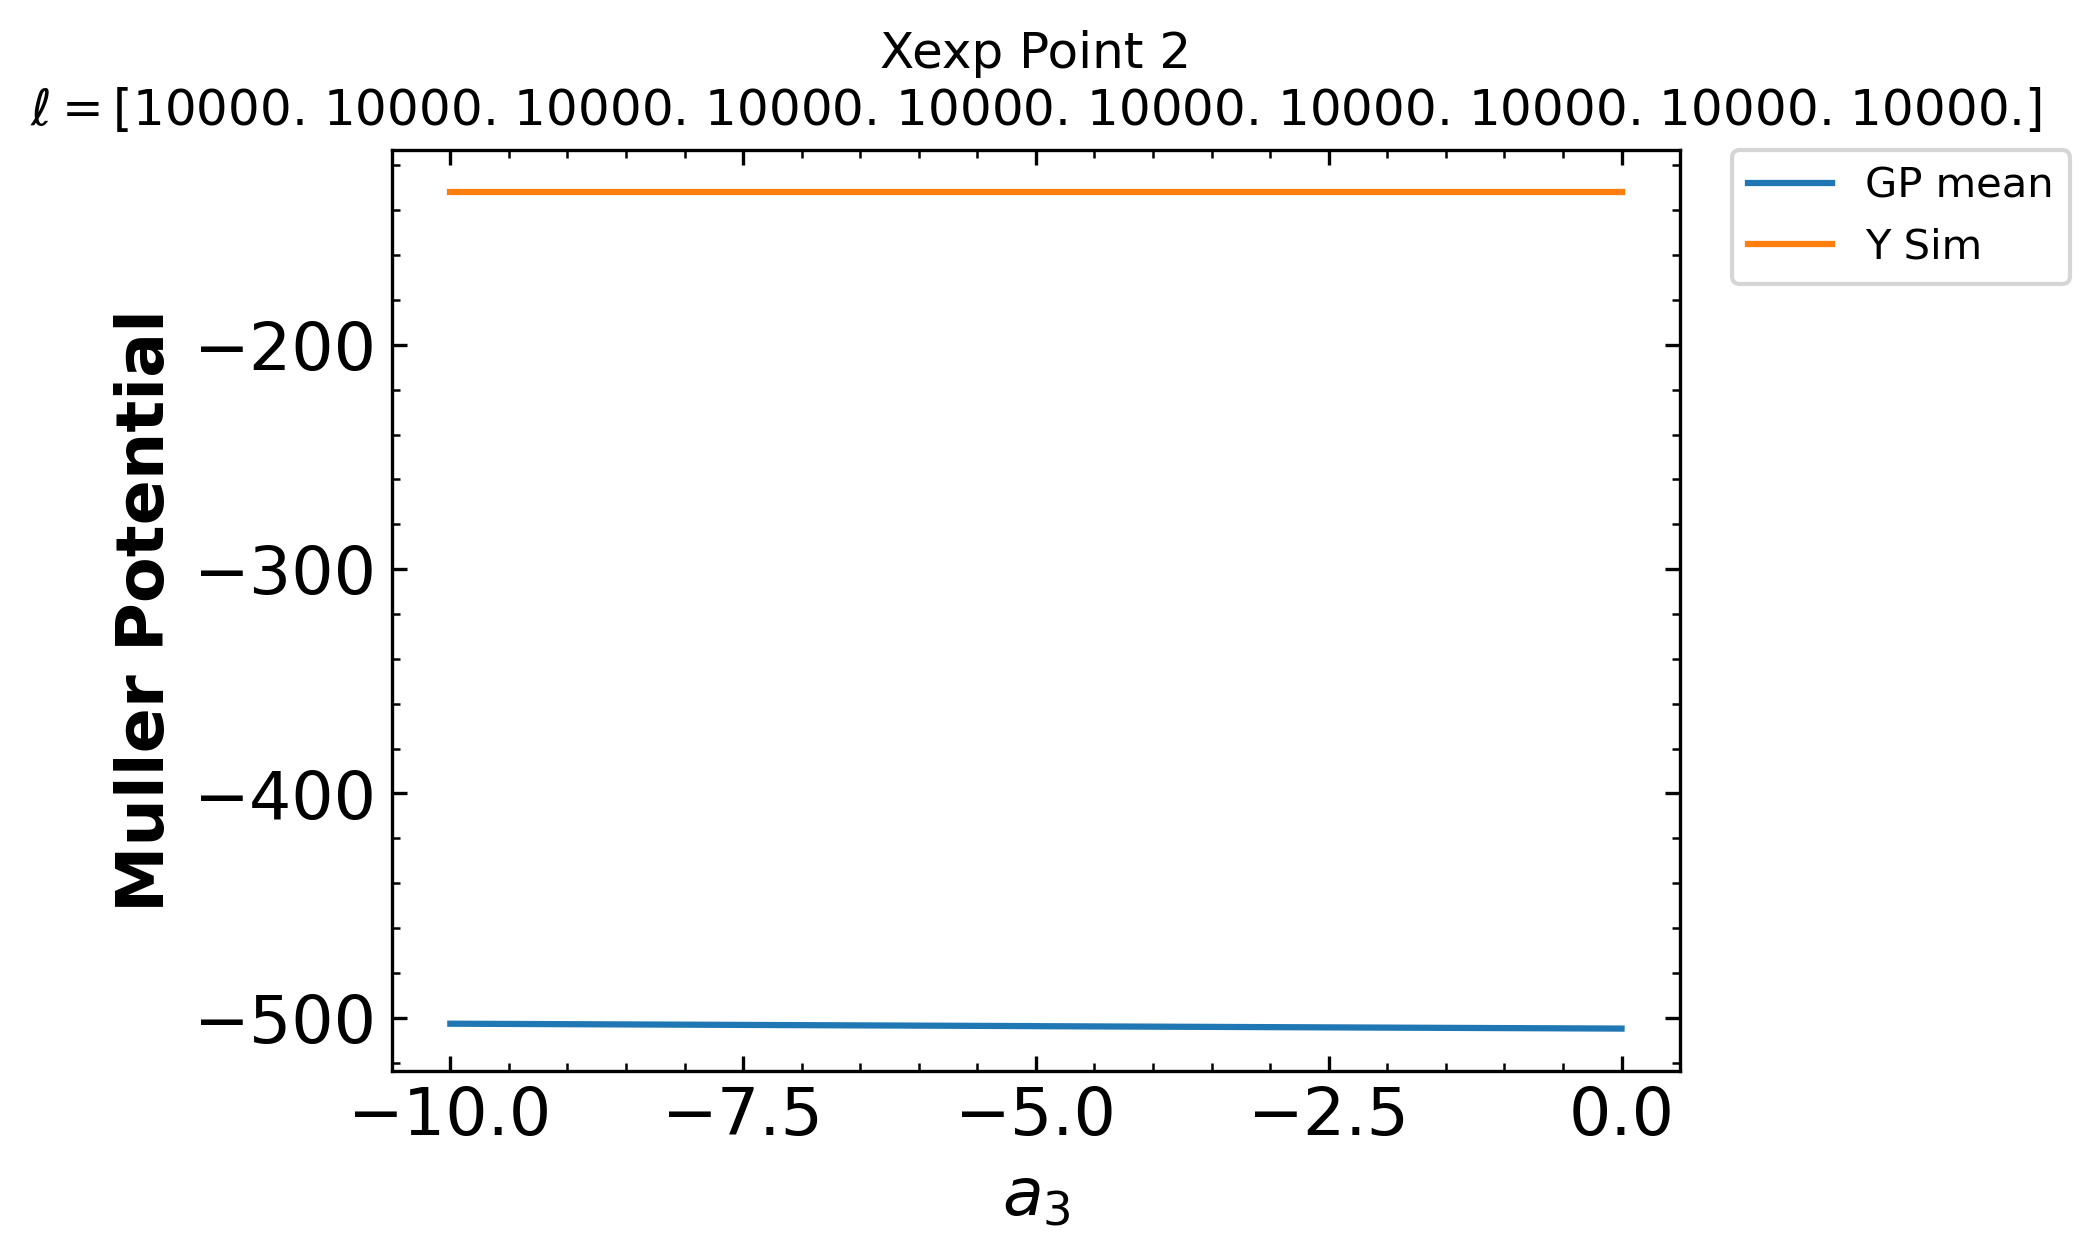 Xexp Point 2
ℓ = [10000. 10000. 10000. 10000. 10000. 10000. 10000. 10000. 10000. 10000.]
GP mean
Y Sim
Muller Potential
−200
−300
−400
−500
−10.0 −7.5 −5.0 −2.5 0.0
a₃